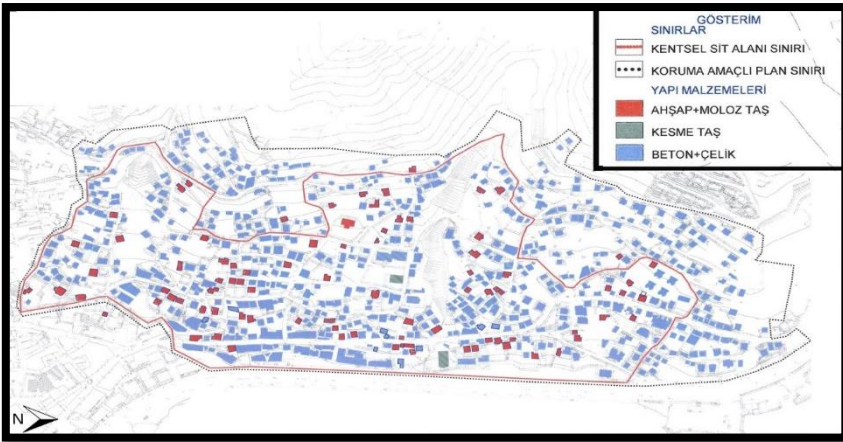 GÖSTERİM
SINIRLAR
KENTSEL SİT ALANI SINIRI
KORUMA AMAÇLI PLAN SINIRI
YAPI MALZEMELERİ
AHŞAP+MOLOZ TAŞ
KESME TAŞ
BETON+ÇELİK
N